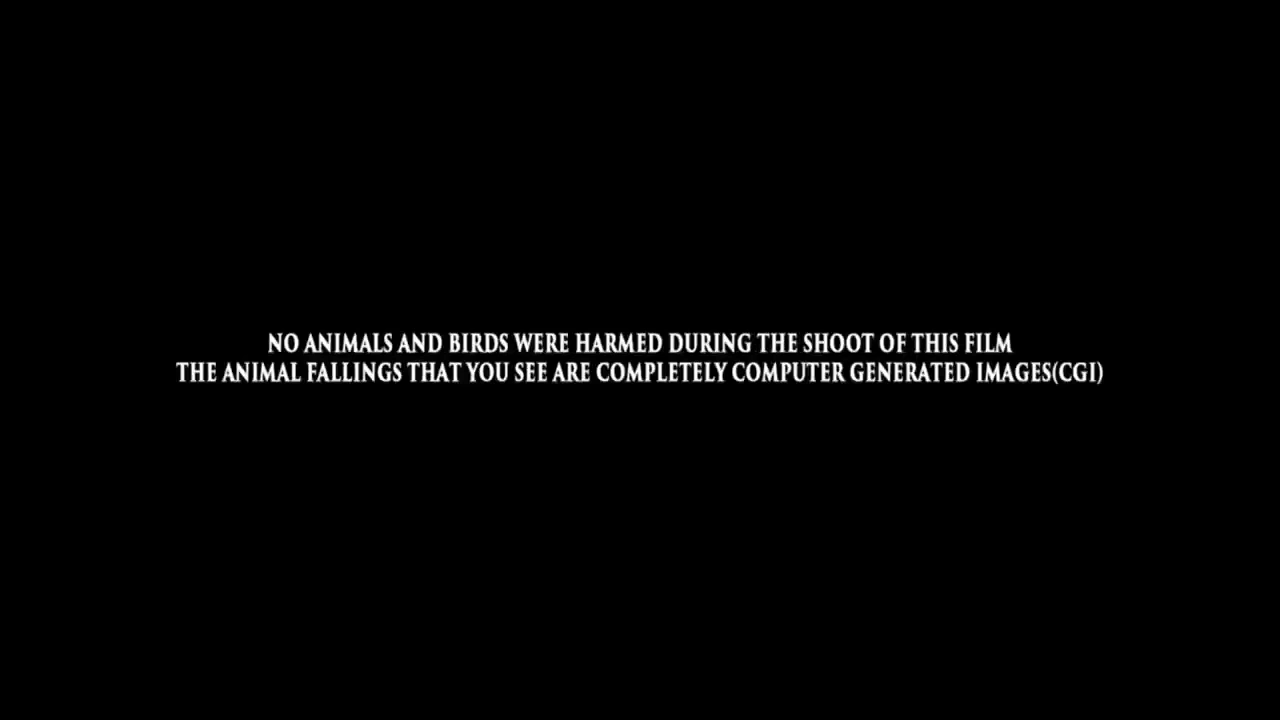 NO ANIMALS AND BIRDS WERE HARMED DURING THE SHOOT OF THIS FILM
THE ANIMAL FALLINGS THAT YOU SEE ARE COMPLETELY COMPUTER GENERATED IMAGES(CGI)